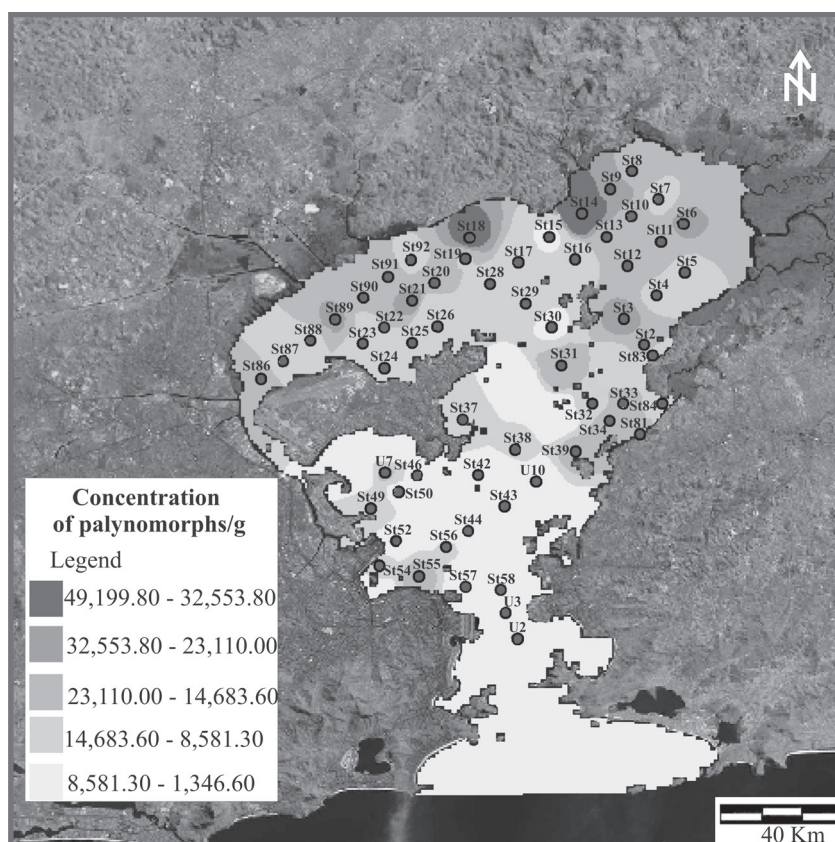 N
St8
St9
St7
St14
St10
St6
St18
St15
St13
St11
St92
St19
St17
St16
St12
St5
St91
St20
St28
St4
St90
St21
St29
St89
St22
St26
St30
St3
St88
St23
St25
St2
St87
St24
St31
St83
St86
St37
St32
St33
St84
St34
St81
St38
St39
U7
St46
St42
U10
St50
St49
St43
St52
St44
St56
St54
St55
St57
St58
U3
U2
Concentration
of palynomorphs/g
Legend
49,199.80 - 32,553.80
32,553.80 - 23,110.00
23,110.00 - 14,683.60
14,683.60 - 8,581.30
8,581.30 - 1,346.60
40 Km